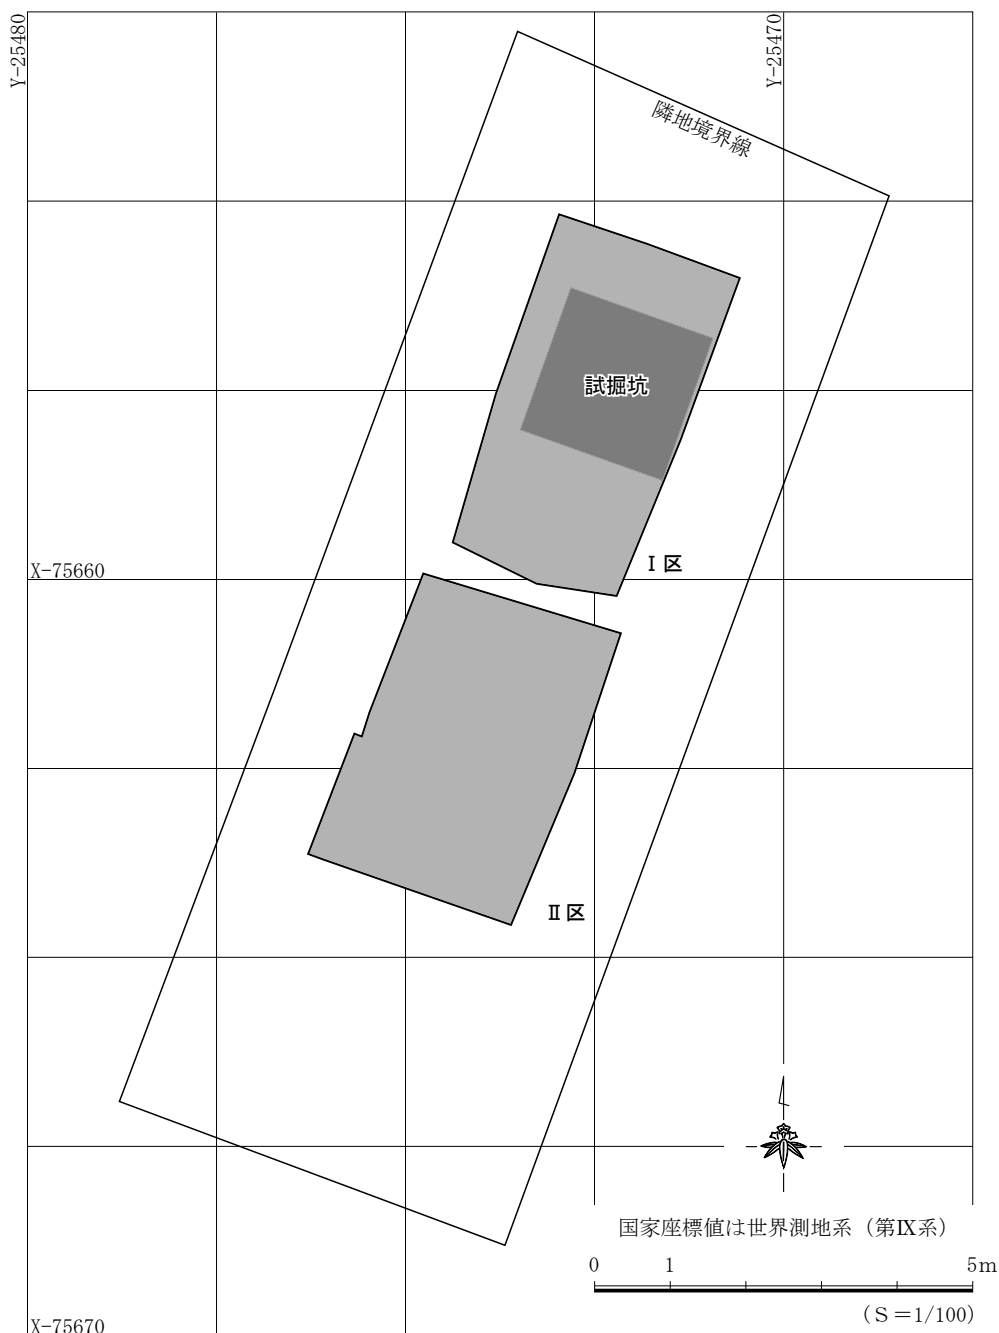 Y-25480
Y-25470
隣地境界線
試掘坑
Ⅰ区
X-75660
Ⅱ区
国家座標値は世界測地系（第Ⅸ系）
0 1 5m
（S＝1/100）
X-75670